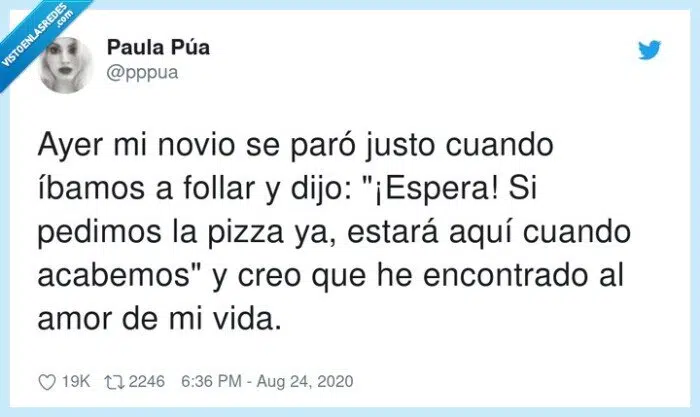 VISTOENLASREDES
.com
Paula Púa
@pppua
Ayer mi novio se paró justo cuando
íbamos a follar y dijo: "¡Espera! Si
pedimos la pizza ya, estará aquí cuando
acabemos" y creo que he encontrado al
amor de mi vida.
19K 2246 6:36 PM - Aug 24, 2020